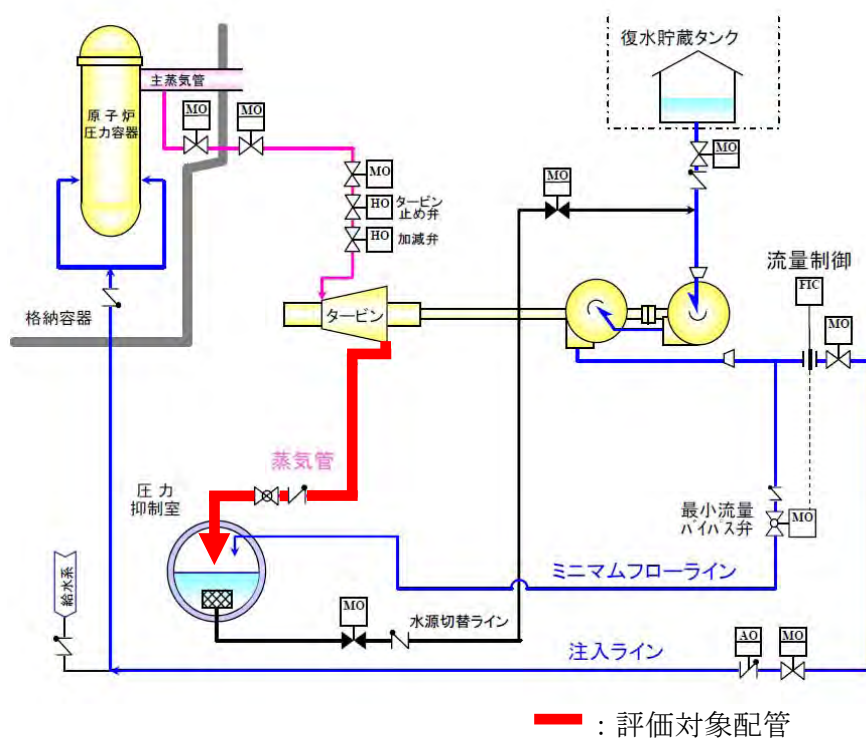 復水貯蔵タンク
主蒸気管
MO
MO
原子炉
圧力容器
MO
MO
MO
HO
タービン
止め弁
HO
加減弁
流量制御
FIC
MO
格納容器
タービン
蒸気管
圧力
抑制室
最小流量
バイパス弁
MO
ミニマムフローライン
給水系
MO
水源切替ライン
AO
MO
注入ライン
：評価対象配管